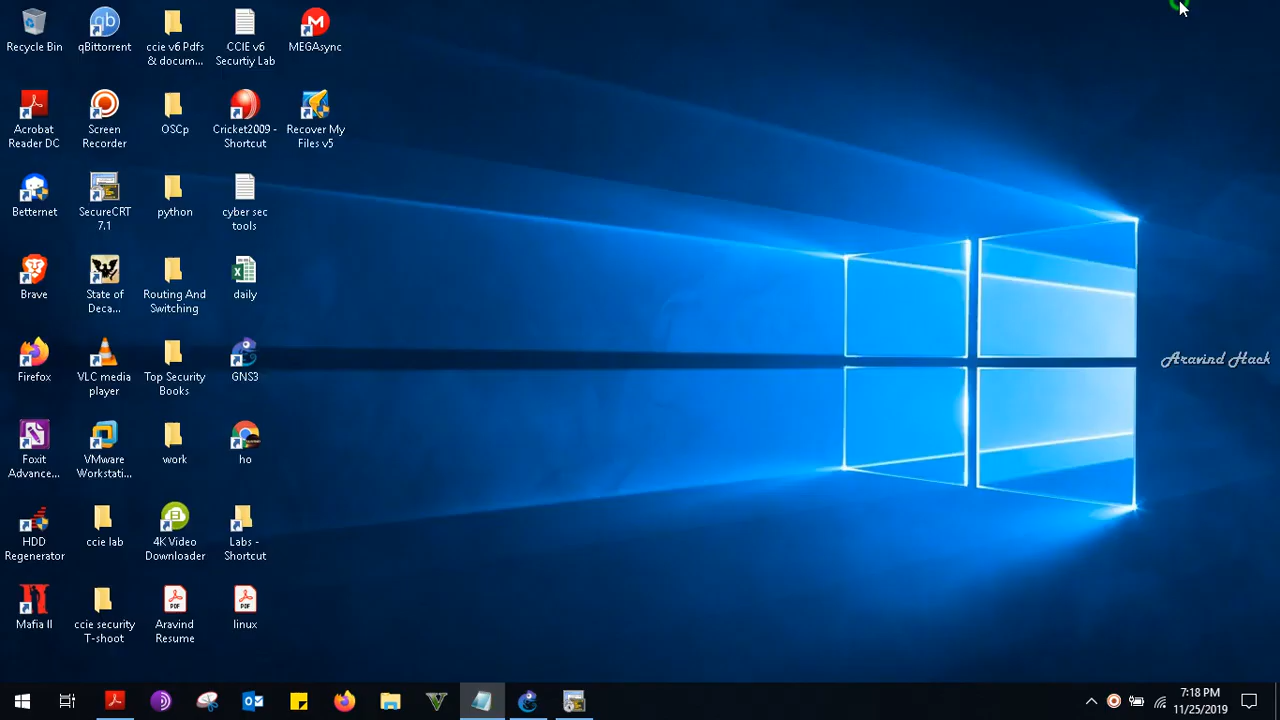 Recycle Bin
qBittorrent
ccie v6 Pdfs
& docum...
CCIE v6
Securtiy Lab
MEGAsync
Acrobat
Reader DC
Screen
Recorder
OSCp
Cricket2009 -
Shortcut
Recover My
Files v5
Betternet
SecureCRT
7.1
python
cyber sec
tools
Brave
State of
Deca...
Routing And
Switching
daily
Firefox
VLC media
player
Top Security
Books
GNS3
Aravind Hack
Foxit
Advance...
VMware
Workstati...
work
ho
HDD
Regenerator
ccie lab
4K Video
Downloader
Labs -
Shortcut
Mafia II
ccie security
T-shoot
Aravind
Resume
linux
7:18 PM
11/25/2019